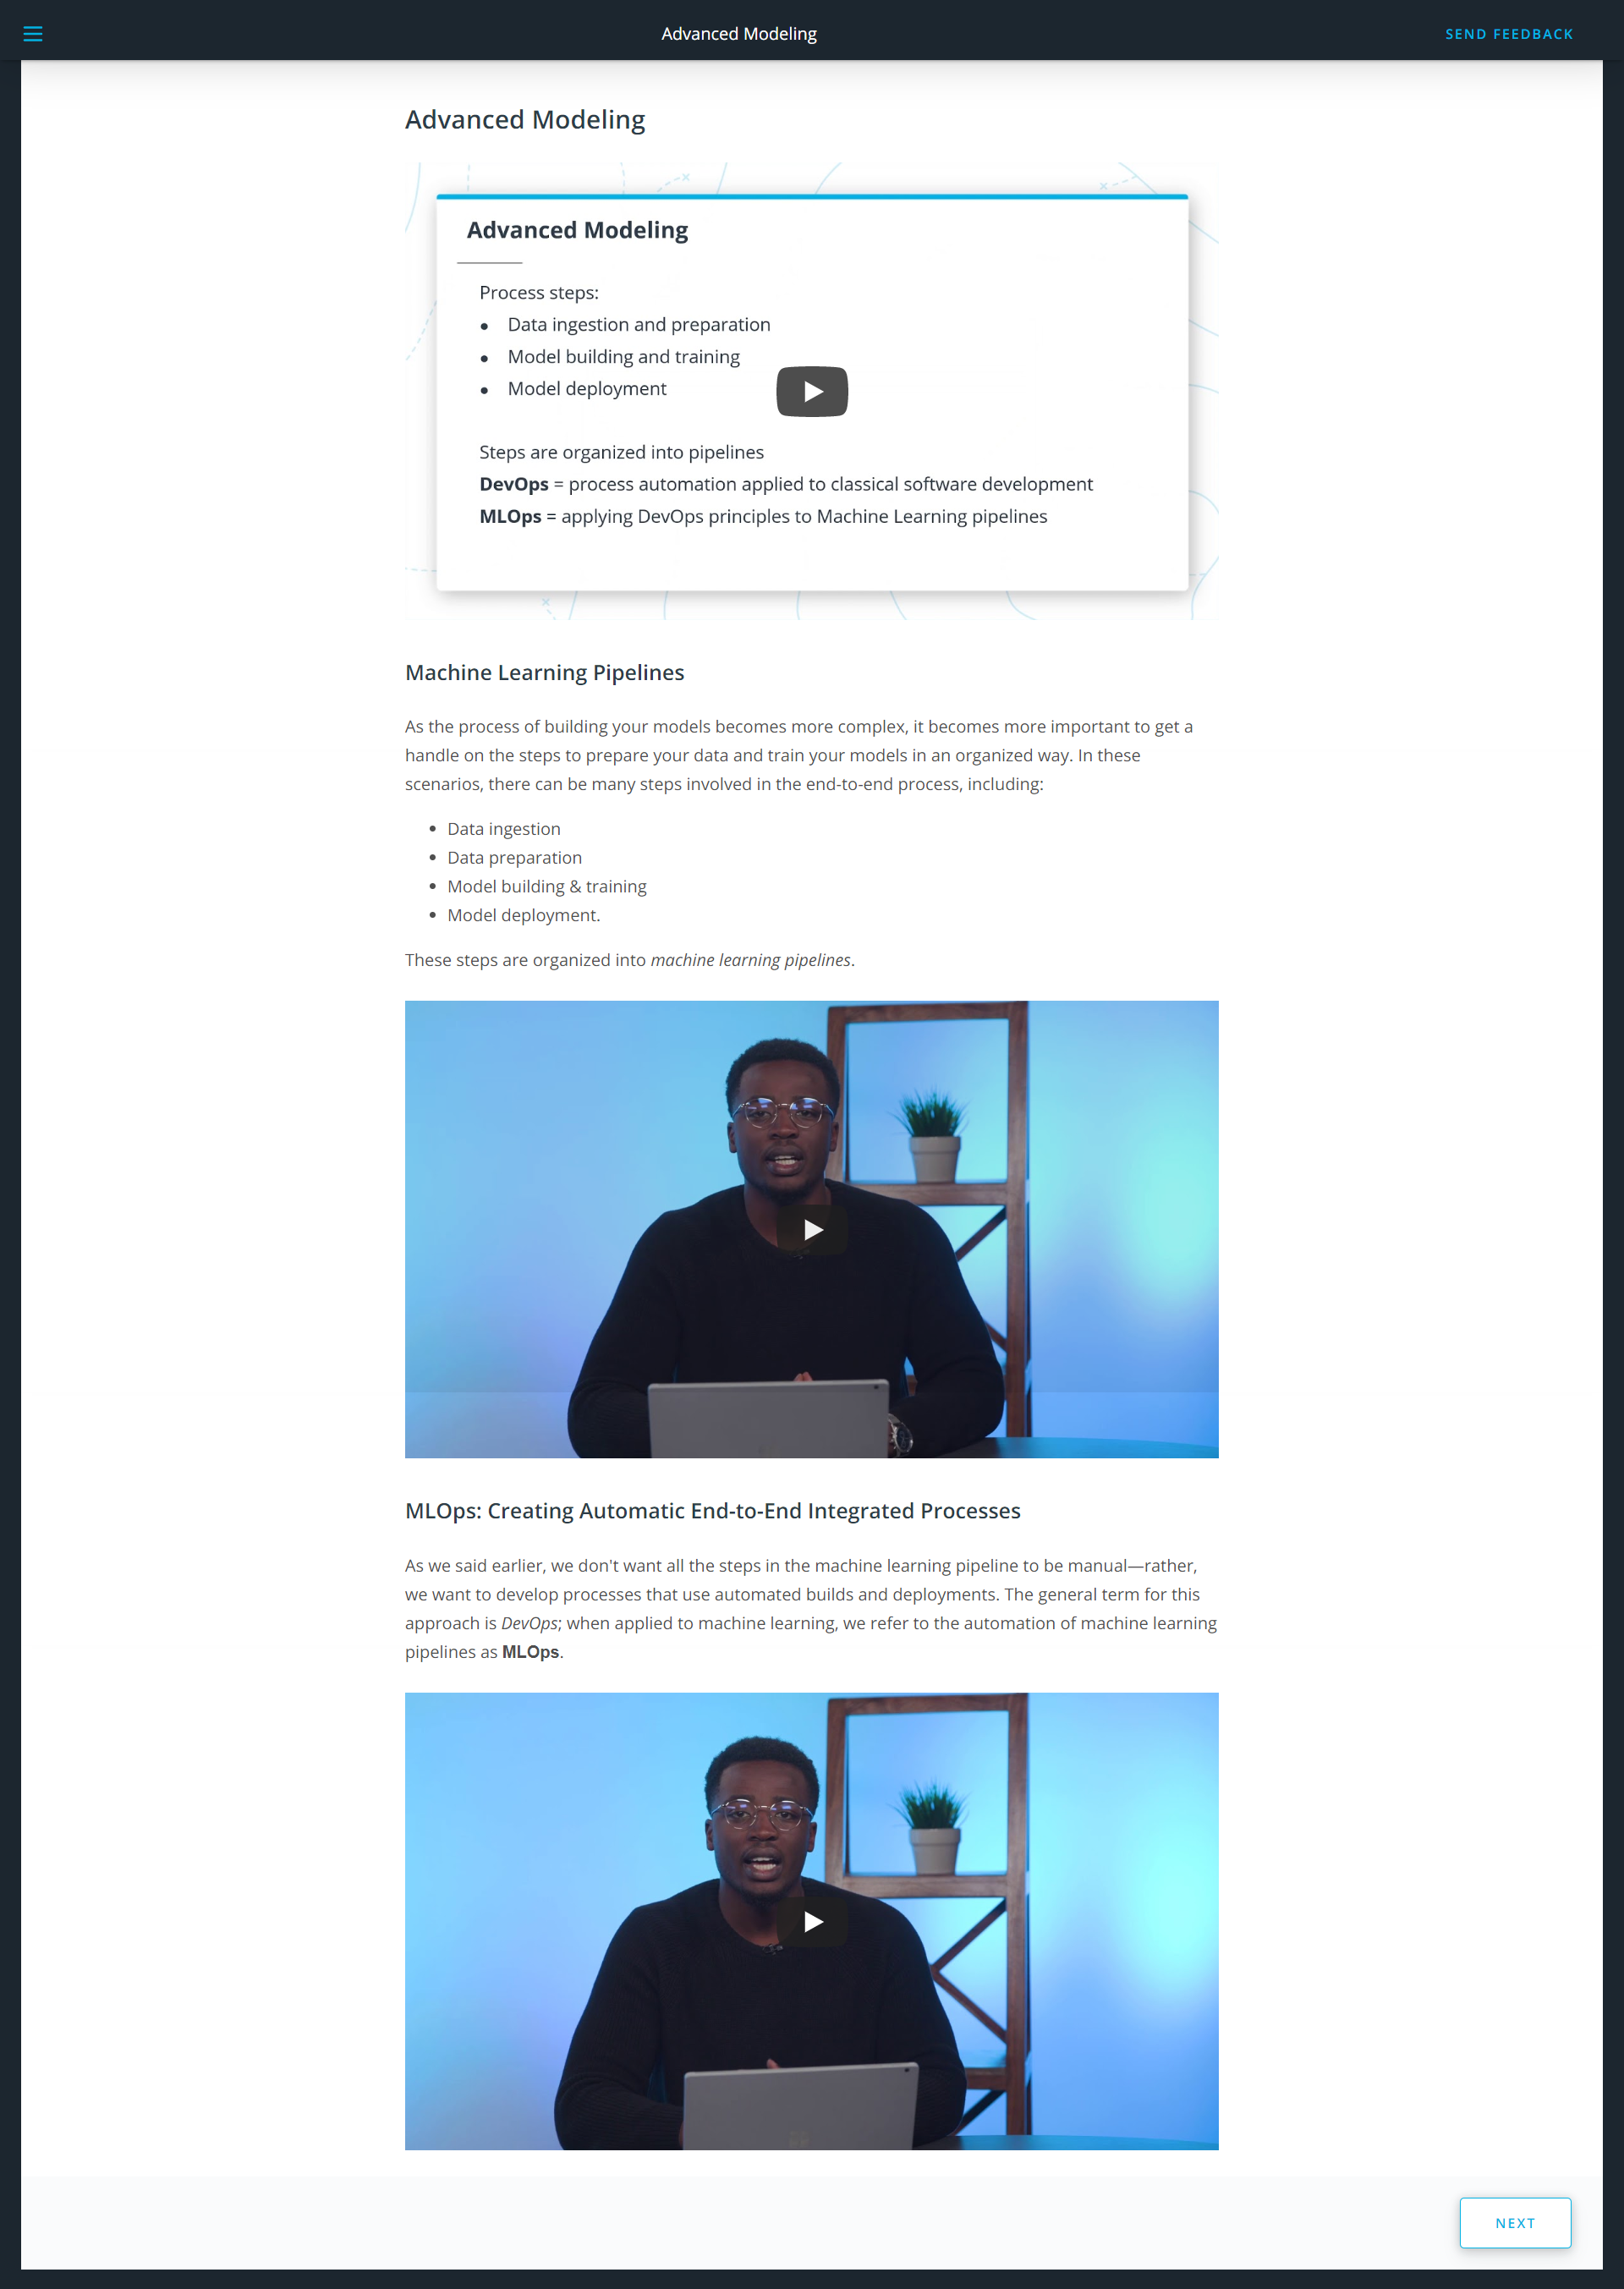 Advanced Modeling
SEND FEEDBACK
Advanced Modeling
Advanced Modeling
Process steps:
● Data ingestion and preparation
● Model building and training
● Model deployment
Steps are organized into pipelines
DevOps = process automation applied to classical software development
MLOps = applying DevOps principles to Machine Learning pipelines
Machine Learning Pipelines
As the process of building your models becomes more complex, it becomes more important to get a
handle on the steps to prepare your data and train your models in an organized way. In these
scenarios, there can be many steps involved in the end-to-end process, including:
• Data ingestion
• Data preparation
• Model building & training
• Model deployment.
These steps are organized into machine learning pipelines.
MLOps: Creating Automatic End-to-End Integrated Processes
As we said earlier, we don't want all the steps in the machine learning pipeline to be manual—rather,
we want to develop processes that use automated builds and deployments. The general term for this
approach is DevOps; when applied to machine learning, we refer to the automation of machine learning
pipelines as MLOps.
NEXT